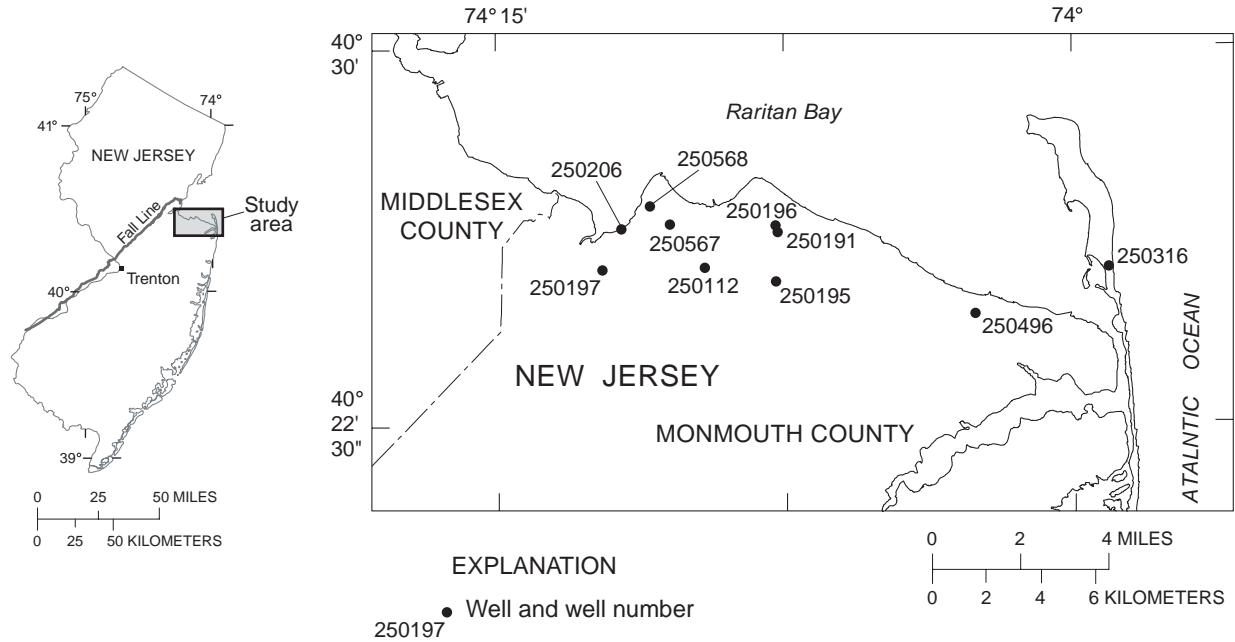 75°
74°
41°
NEW JERSEY
Fall Line
Study
area
Trenton
40°
39°
0 25 50 MILES
0 25 50 KILOMETERS
74° 15'
74°
40°
30'
Raritan Bay
250568
250206
MIDDLESEX
COUNTY
250196
250191
250567
250316
250197
250112
250195
250496
NEW JERSEY
40°
22'
30"
MONMOUTH COUNTY
ATALNTIC OCEAN
0 2 4 MILES
0 2 4 6 KILOMETERS
EXPLANATION
Well and well number
250197